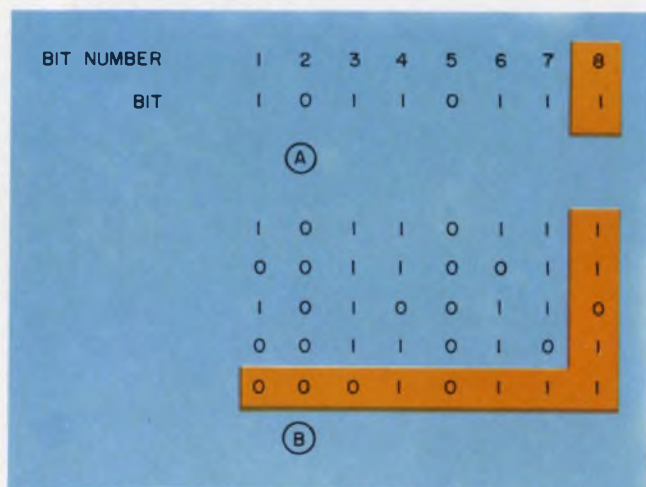 BIT NUMBER 1 2 3 4 5 6 7 8
BIT 1 0 1 1 0 1 1 1
A
1 0 1 1 0 1 1 1
0 0 1 1 0 0 1 1
1 0 1 0 0 1 1 0
0 0 1 1 0 1 0 1
0 0 0 1 0 1 1 1
B